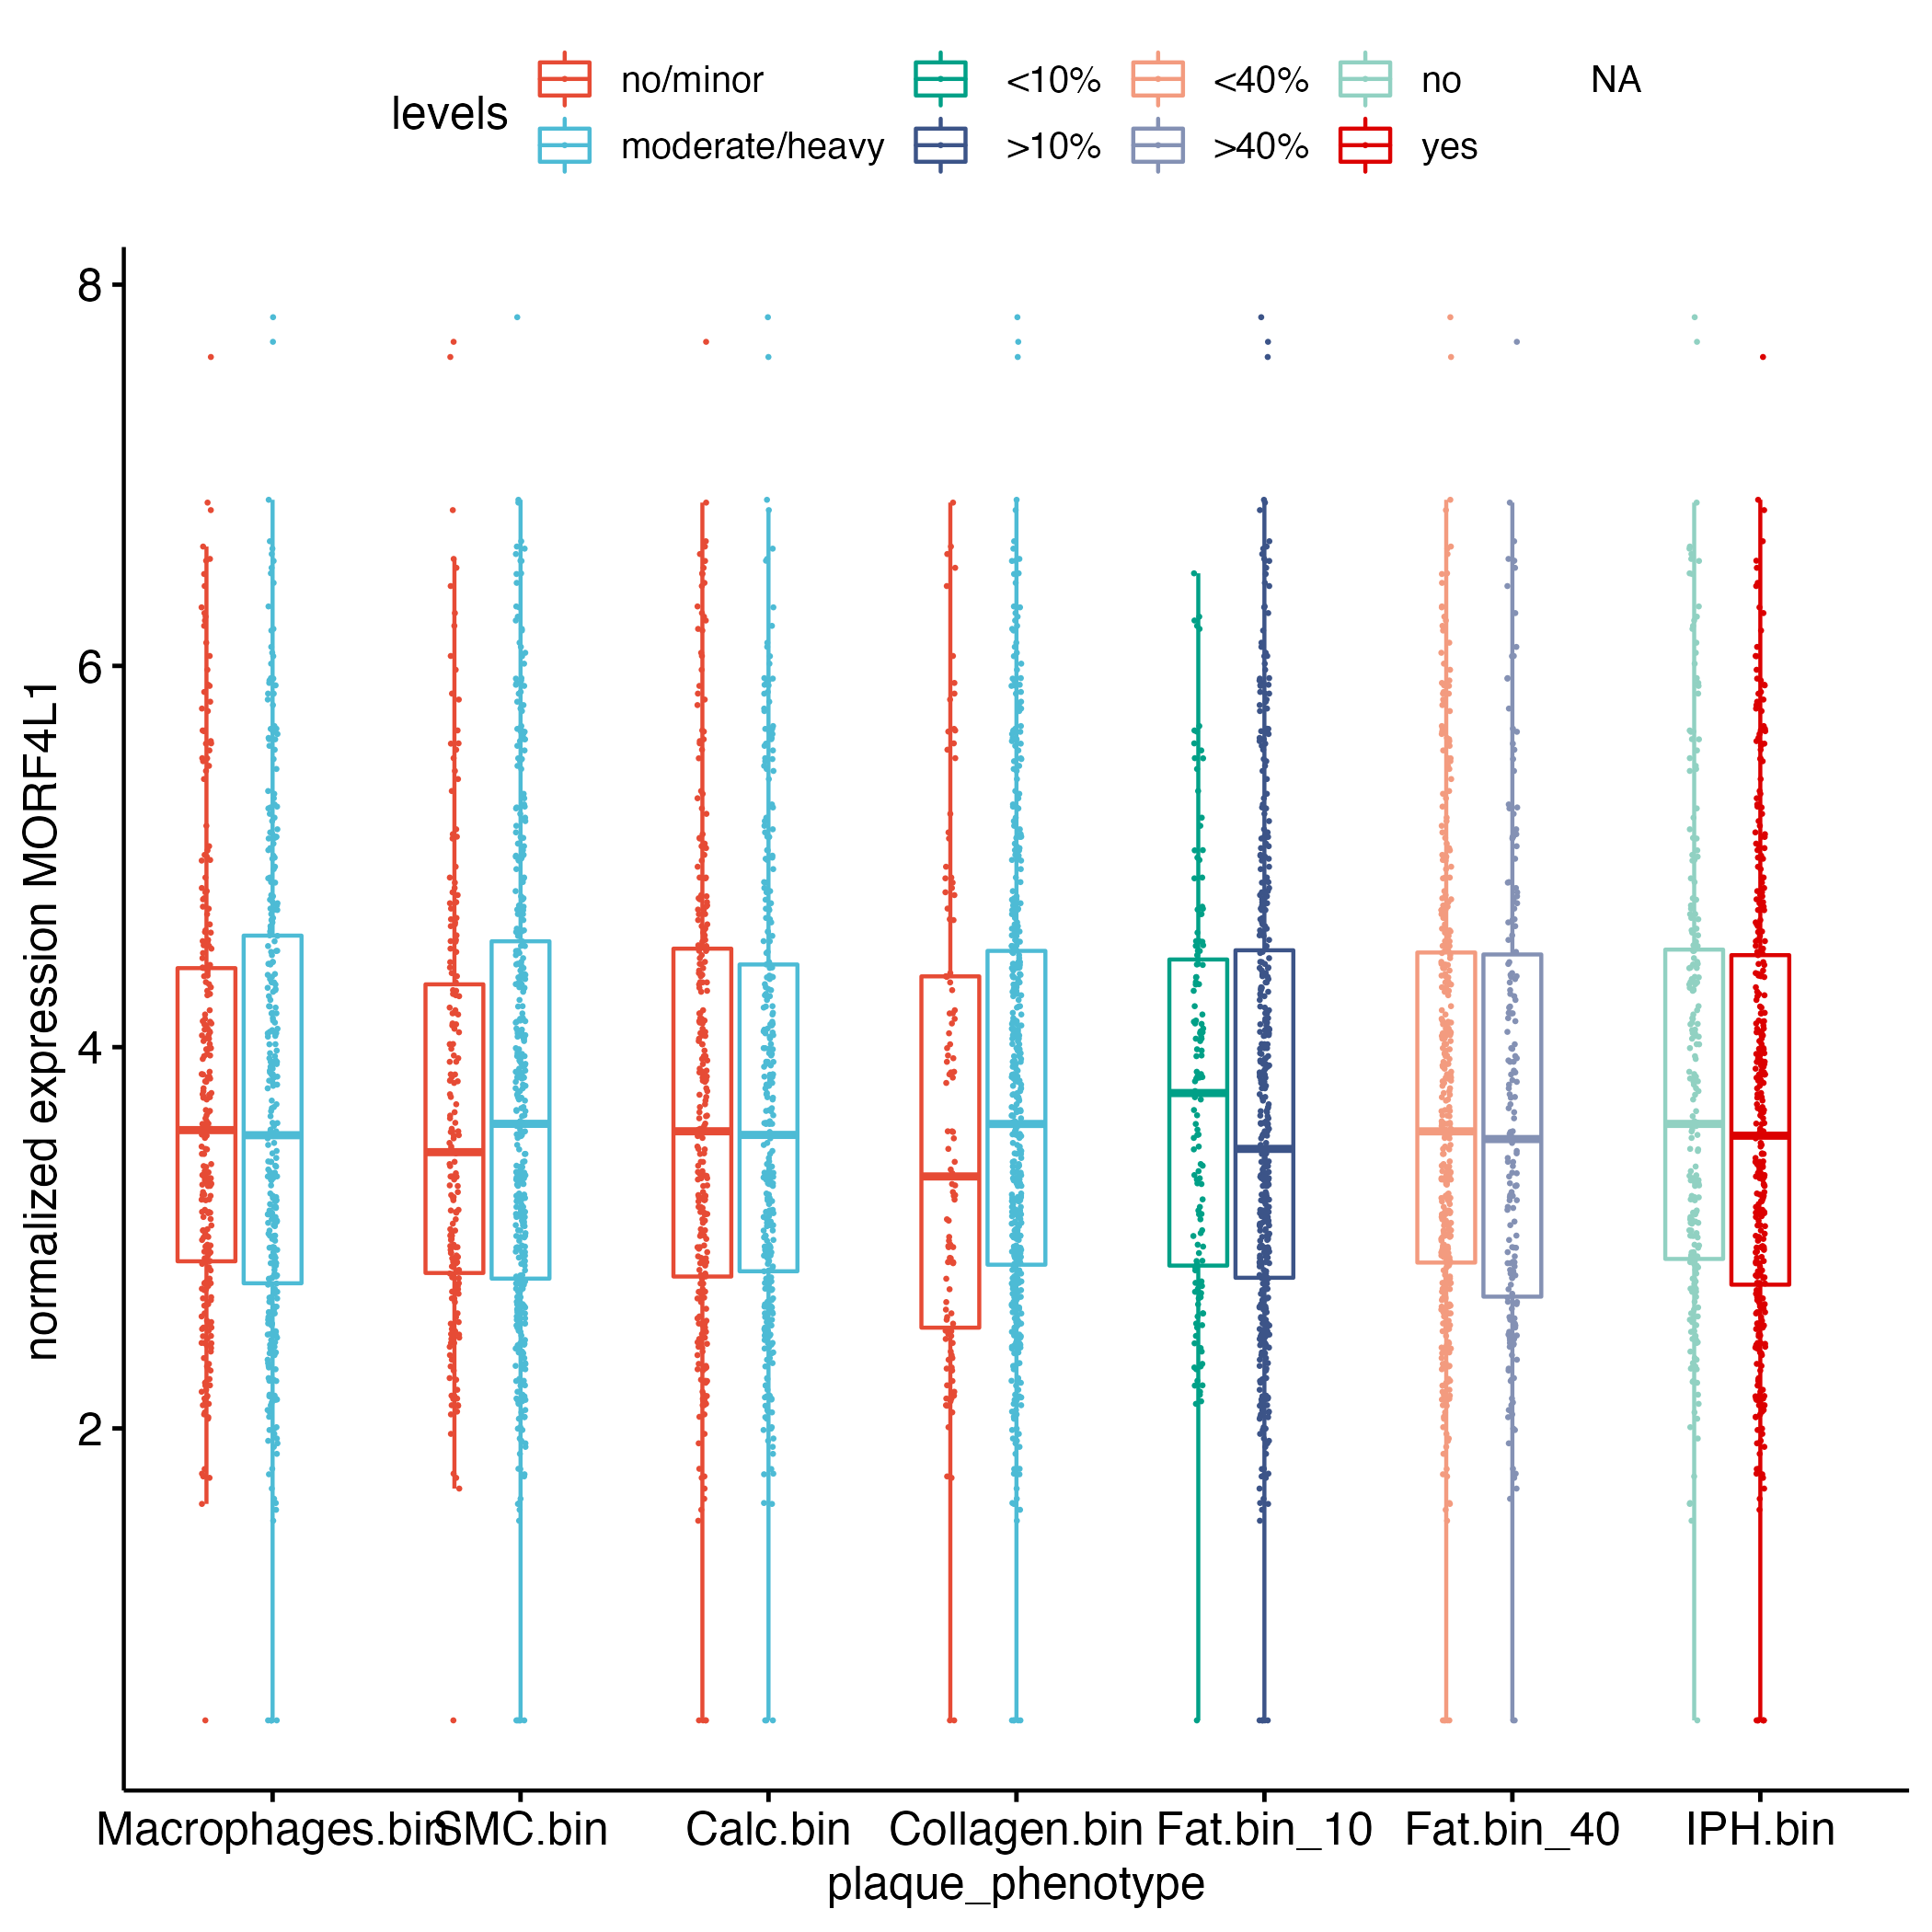 levels
no/minor <10% <40% no NA
moderate/heavy >10% >40% yes
8
6
4
2
normalized expression MORF4L1
Macrophages.bin SMC.bin Calc.bin Collagen.bin Fat.bin_10 Fat.bin_40 IPH.bin
plaque_phenotype